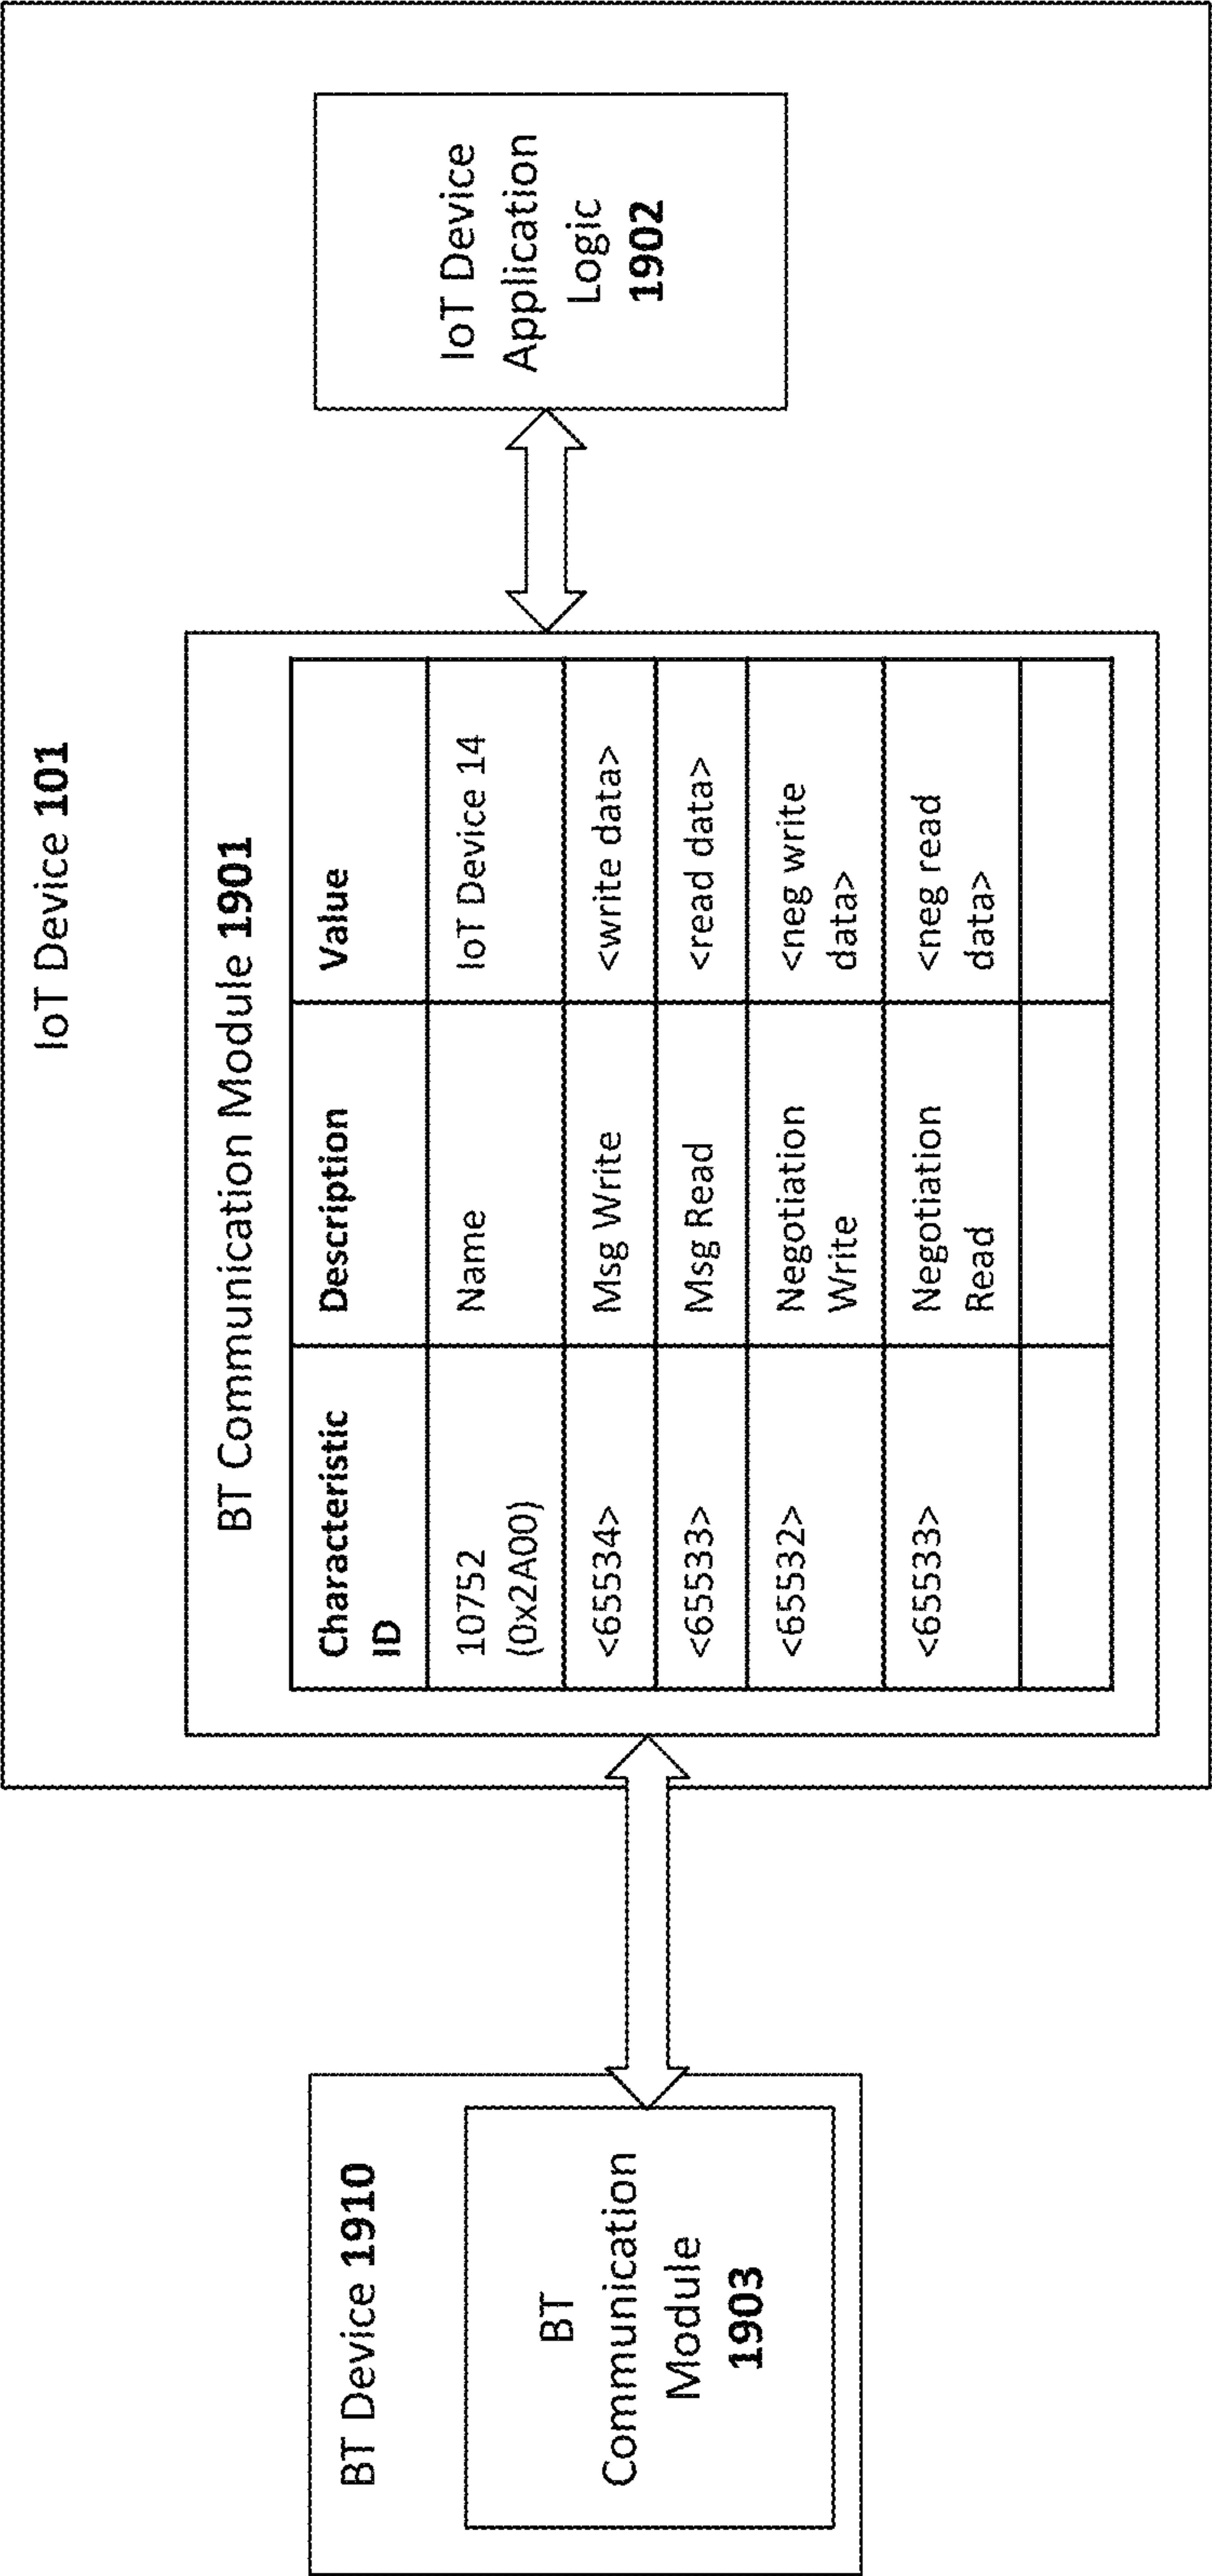 IoT Device 101
BT Device 1910
BT
Communication
Module
1903
BT Communication Module 1901
Characteristic
ID
Description
Value
10752
(0x2A00)
Name
IoT Device 14
<65534>
Msg Write
<write data>
<65533>
Msg Read
<read data>
<65532>
Negotiation
Write
<neg write
data>
<65533>
Negotiation
Read
<neg read
data>
IoT Device
Application
Logic
1902